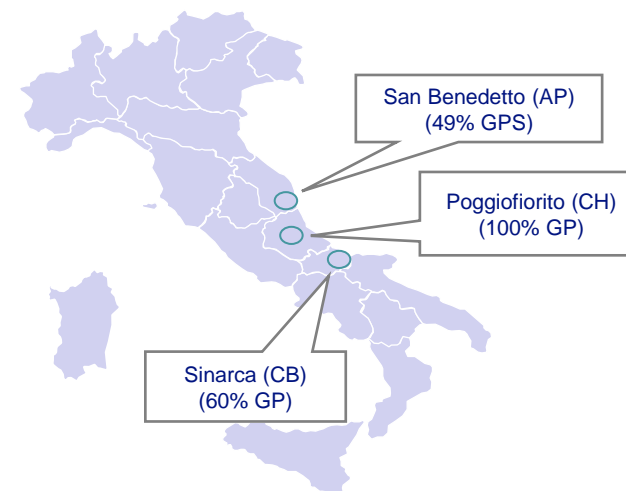 San Benedetto (AP)
(49% GPS)
Poggiofiorito (CH)
(100% GP)
Sinarca (CB)
(60% GP)